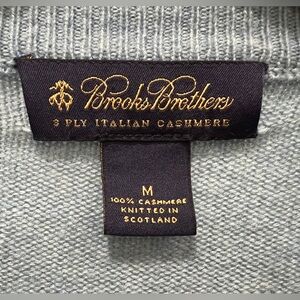 Brooks Brothers
3 PLY ITALIAN CASHMERE
M
100% CASHMERE
KNITTED IN
SCOTLAND